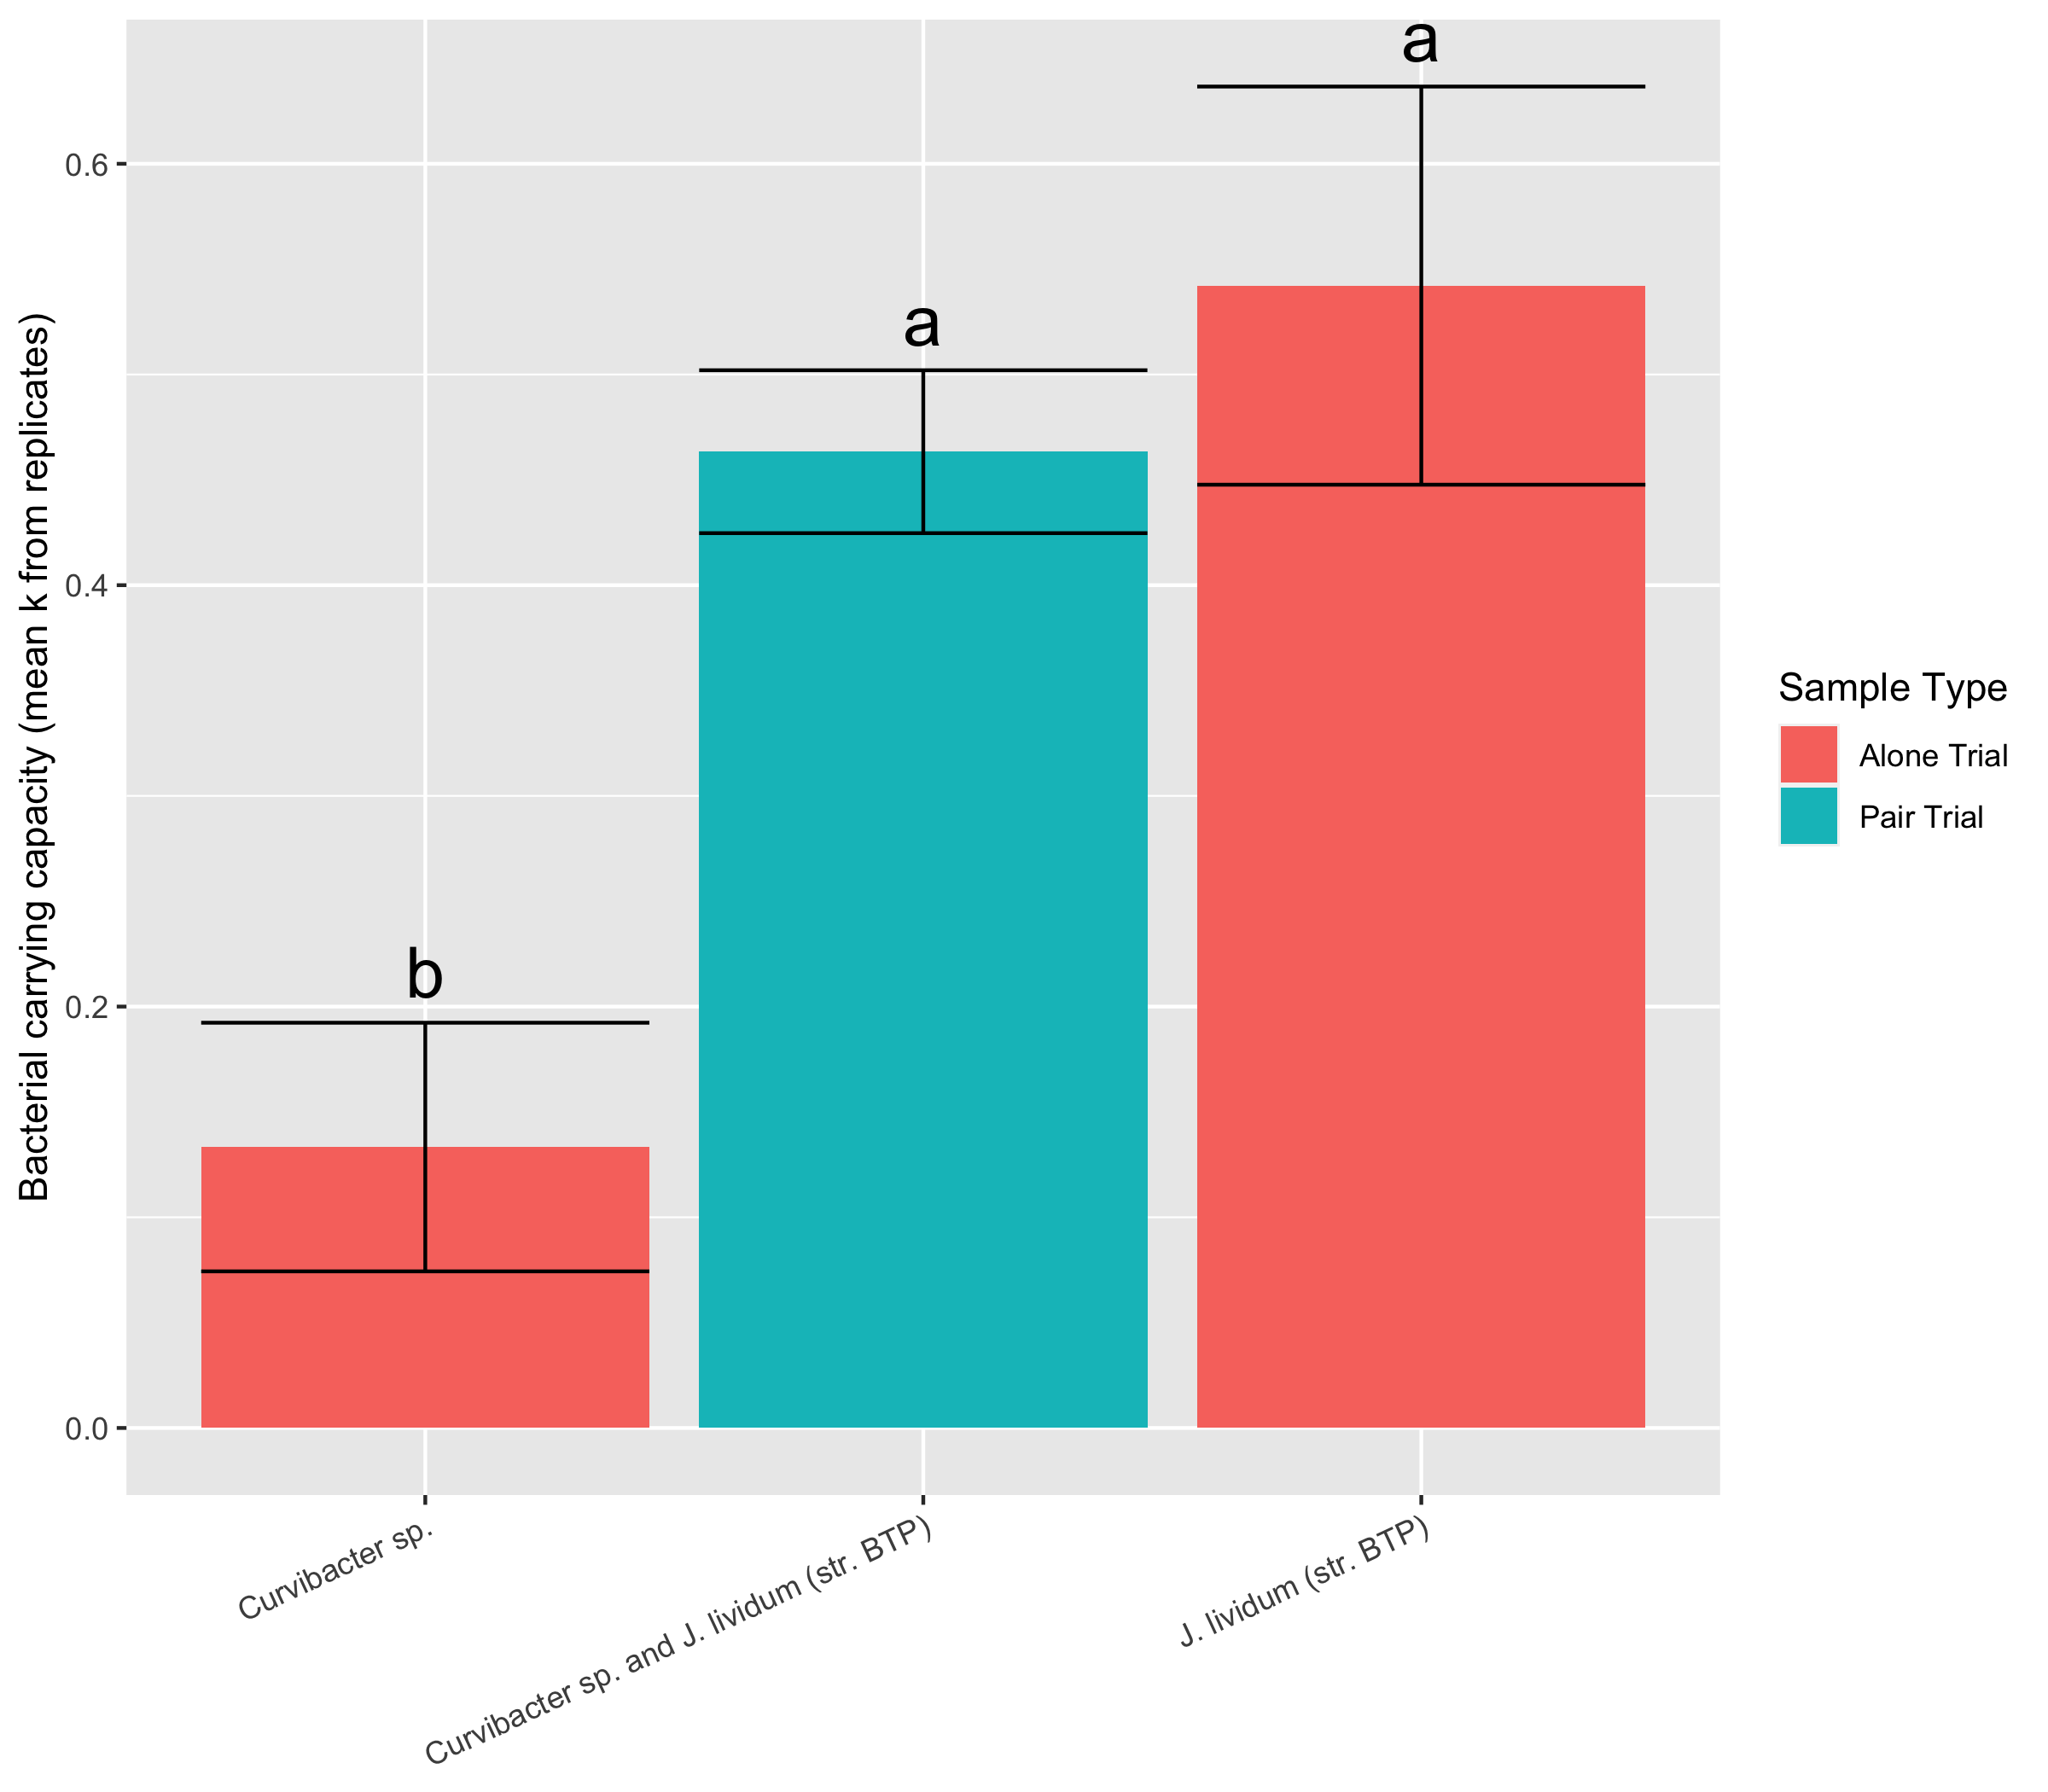 Bacterial carrying capacity (mean k from replicates)
0.6
0.4
0.2
0.0
b
a
a
Curvibacter sp.
Curvibacter sp. and J. lividum (str. BTP)
J. lividum (str. BTP)
Sample Type
Alone Trial
Pair Trial